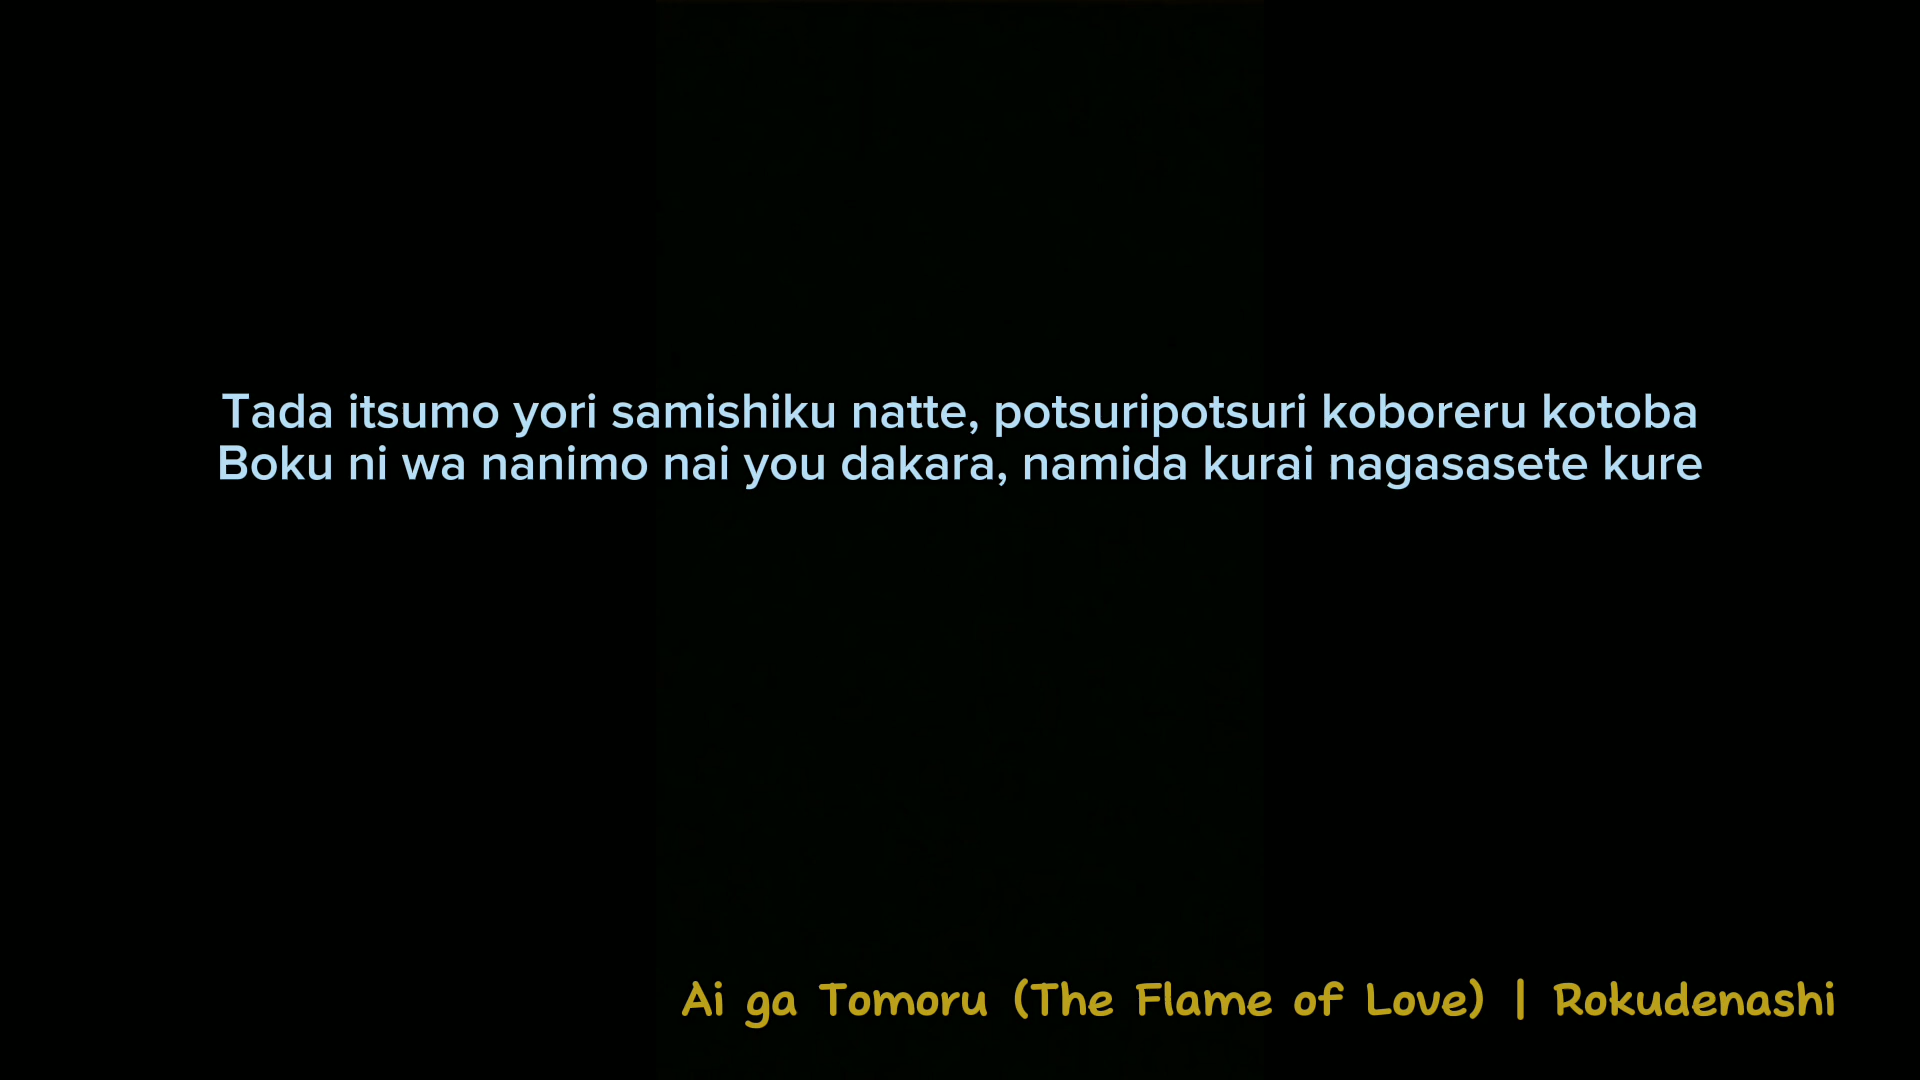 Tada itsumo yori samishiku natte, potsuripotsuri koboreru kotoba
Boku ni wa nanimo nai you dakara, namida kurai nagasasete kure
Ai ga Tomoru (The Flame of Love) | Rokudenashi